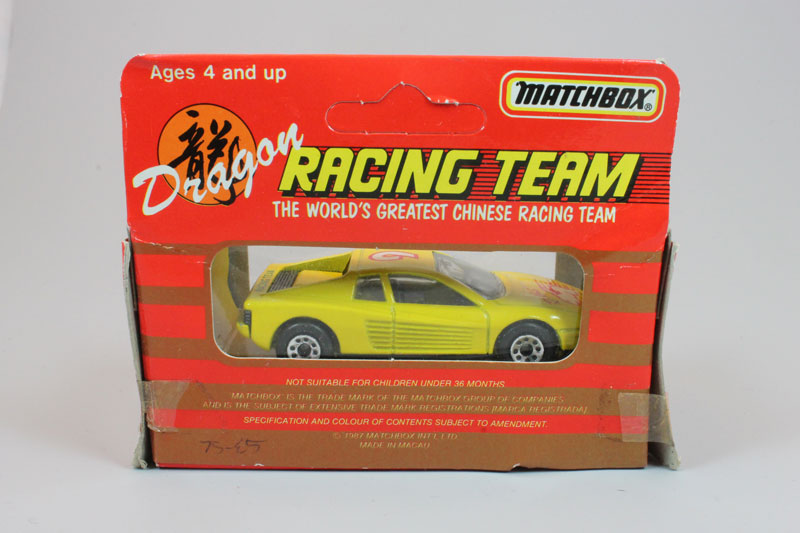 Ages 4 and up
MATCHBOX®
龍
Dragon
RACING TEAM
THE WORLD'S GREATEST CHINESE RACING TEAM
9
NOT SUITABLE FOR CHILDREN UNDER 36 MONTHS.
MATCHBOX® IS THE TRADE MARK OF THE MATCHBOX GROUP OF COMPANIES
AND IS THE SUBJECT OF EXTENSIVE TRADE MARK REGISTRATIONS (MARCA REGISTRADA)
SPECIFICATION AND COLOUR OF CONTENTS SUBJECT TO AMENDMENT.
© 1987 MATCHBOX INT'L LTD.
MADE IN MACAU